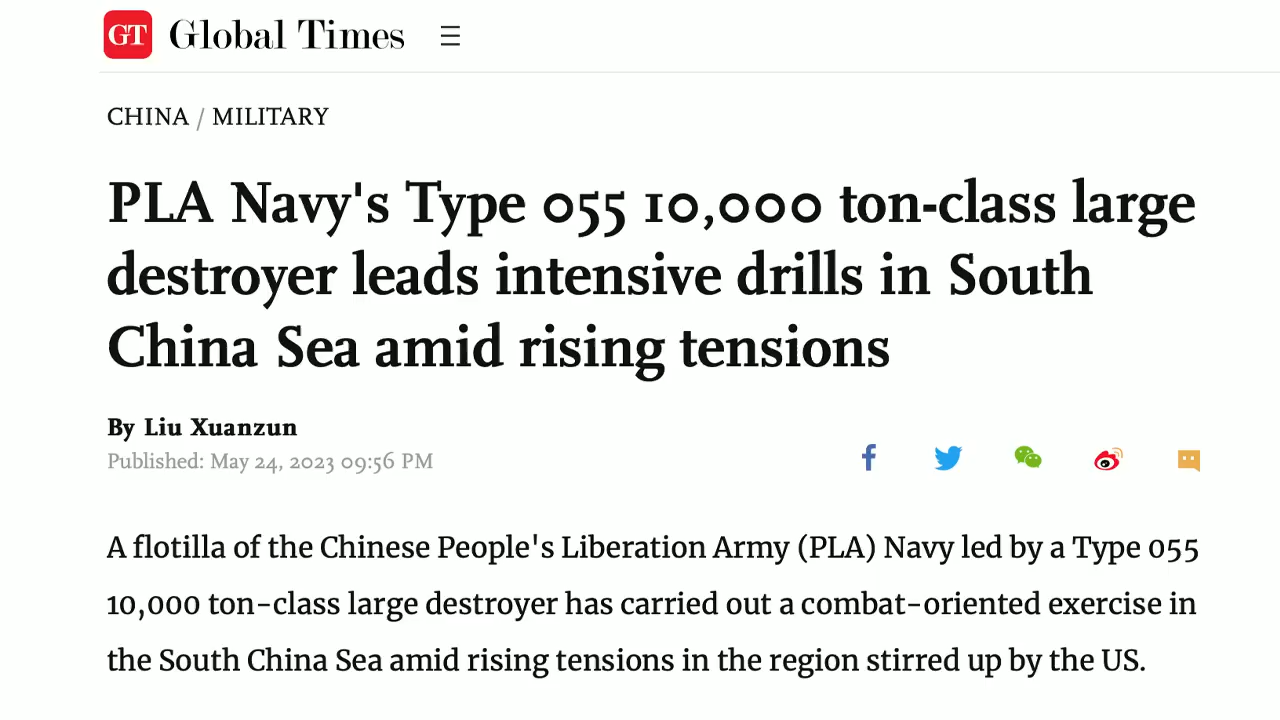 GT Global Times
CHINA / MILITARY
PLA Navy's Type 055 10,000 ton-class large
destroyer leads intensive drills in South
China Sea amid rising tensions
By Liu Xuanzun
Published: May 24, 2023 09:56 PM
A flotilla of the Chinese People's Liberation Army (PLA) Navy led by a Type 055
10,000 ton-class large destroyer has carried out a combat-oriented exercise in
the South China Sea amid rising tensions in the region stirred up by the US.